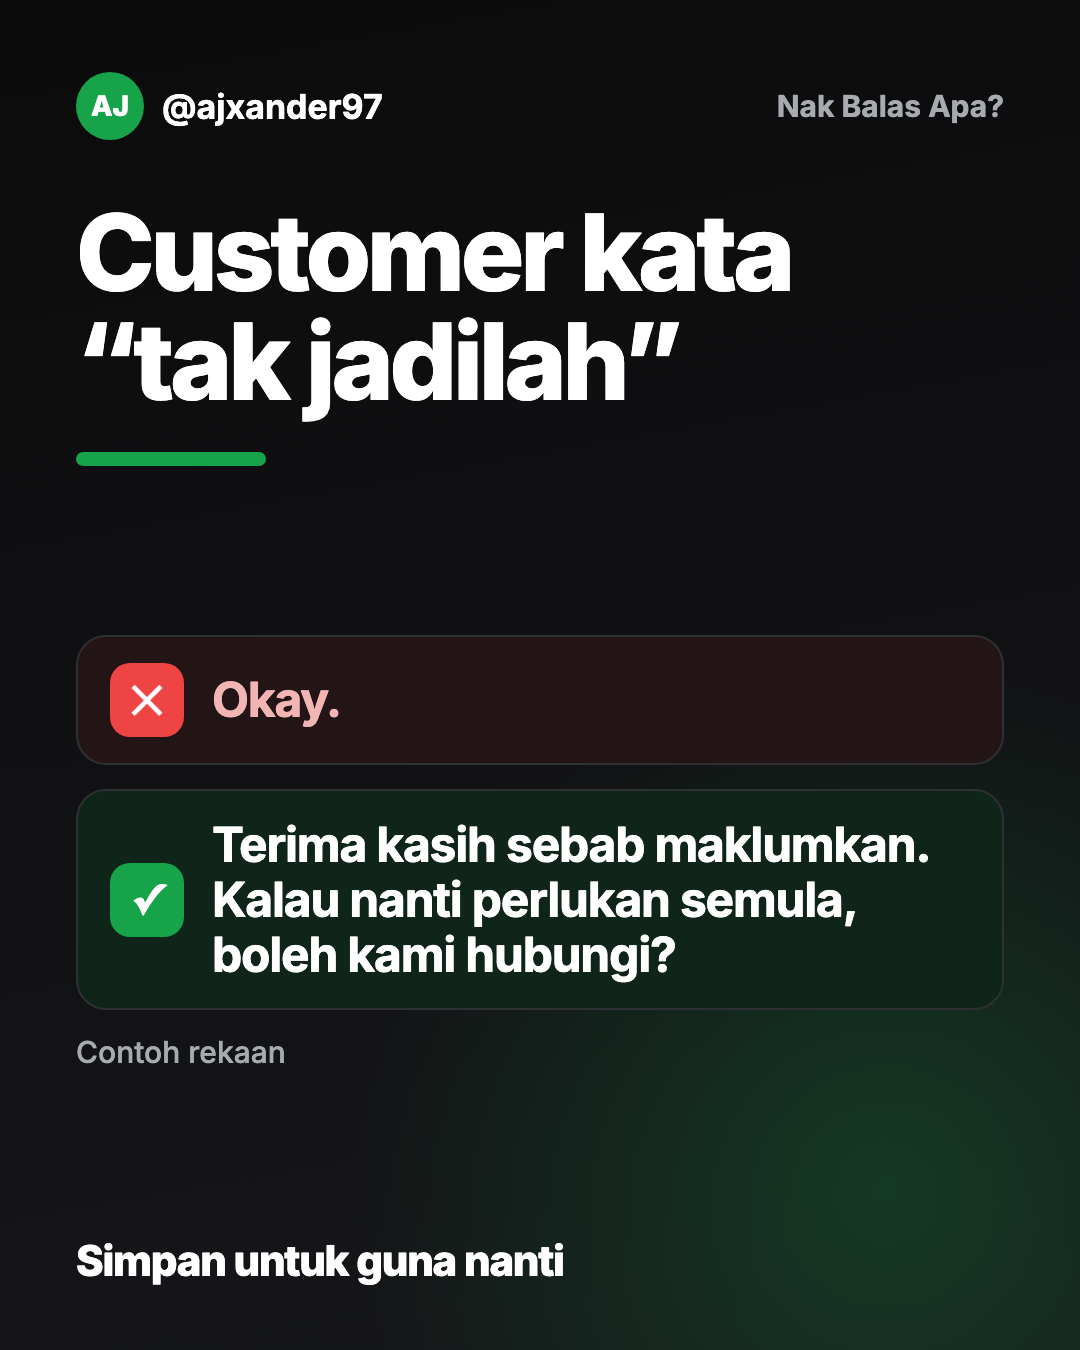 AJ @ajxander97
Nak Balas Apa?
Customer kata
“tak jadilah”
Okay.
Terima kasih sebab maklumkan.
Kalau nanti perlukan semula,
boleh kami hubungi?
Contoh rekaan
Simpan untuk guna nanti